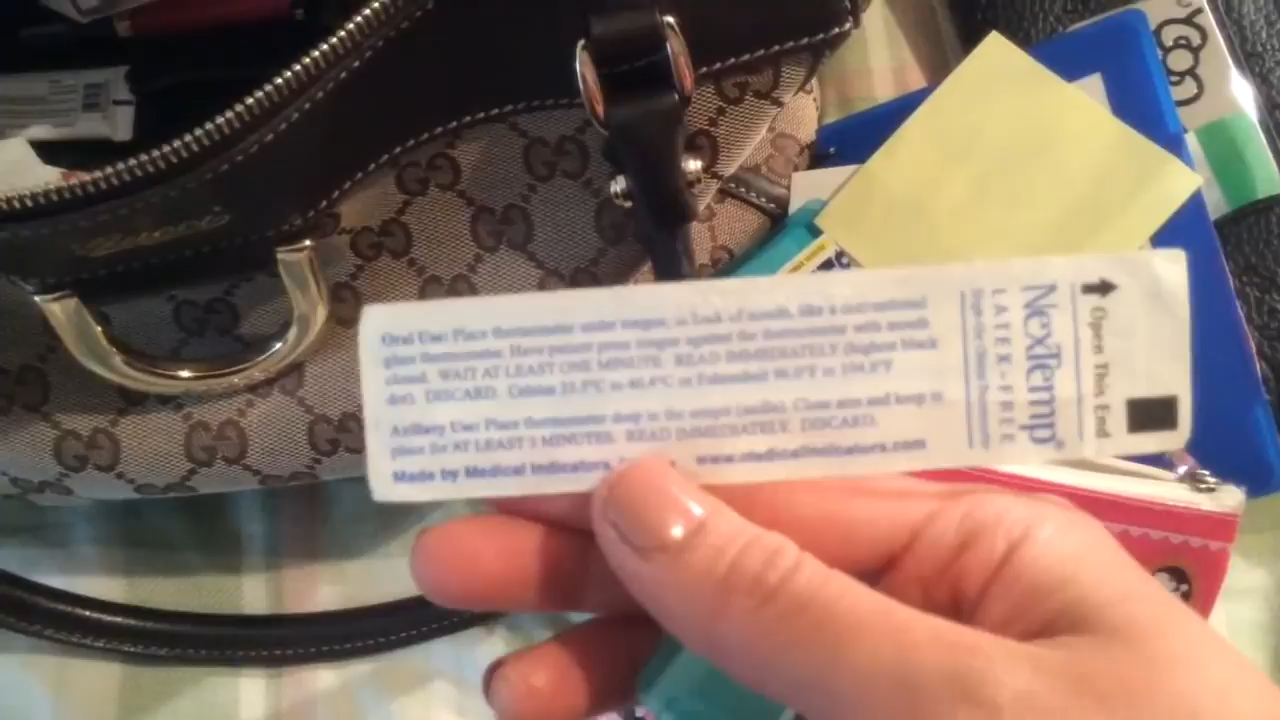 Oral Use: Place thermometer under tongue, in back of mouth, like a conventional
glass thermometer. Have patient press tongue against the thermometer with mouth
closed. WAIT AT LEAST ONE MINUTE. READ IMMEDIATELY (highest black
dot). DISCARD. Celsius 35.5°C to 40.4°C or Fahrenheit 96.0°F to 104.8°F
Axillary Use: Place thermometer deep in the armpit (axilla). Close arm and keep in
place for AT LEAST 3 MINUTES. READ IMMEDIATELY. DISCARD.
Made by Medical Indicators, www.medicalindicators.com
NexTemp®
LATEX-FREE
Open This End